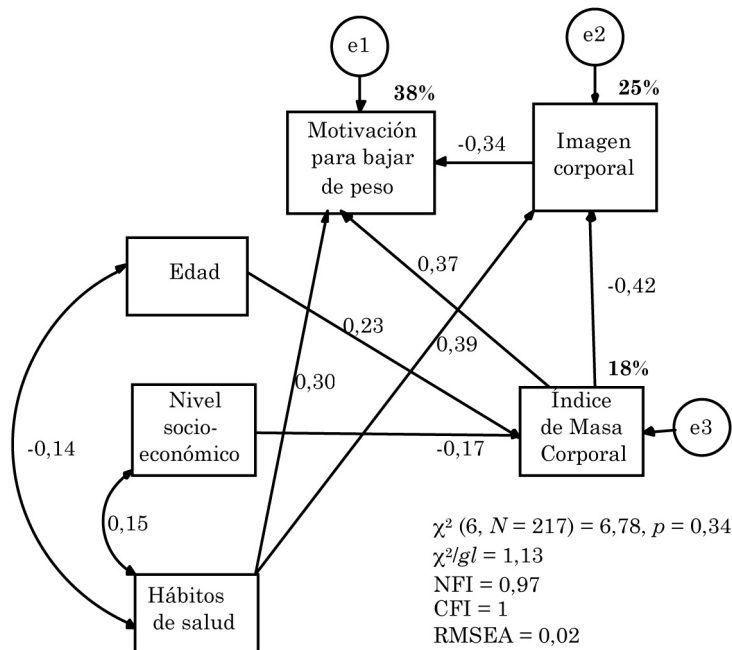 e1
e2
38%
25%
Motivación
para bajar
de peso
-0,34
Imagen
corporal
0,37
Edad
-0,42
0,23
0,39
18%
0,30
Nivel
socio-
económico
Índice
de Masa
Corporal
e3
-0,14
-0,17
0,15
χ² (6, N = 217) = 6,78, p = 0,34
χ²/gl = 1,13
NFI = 0,97
CFI = 1
RMSEA = 0,02
Hábitos
de salud